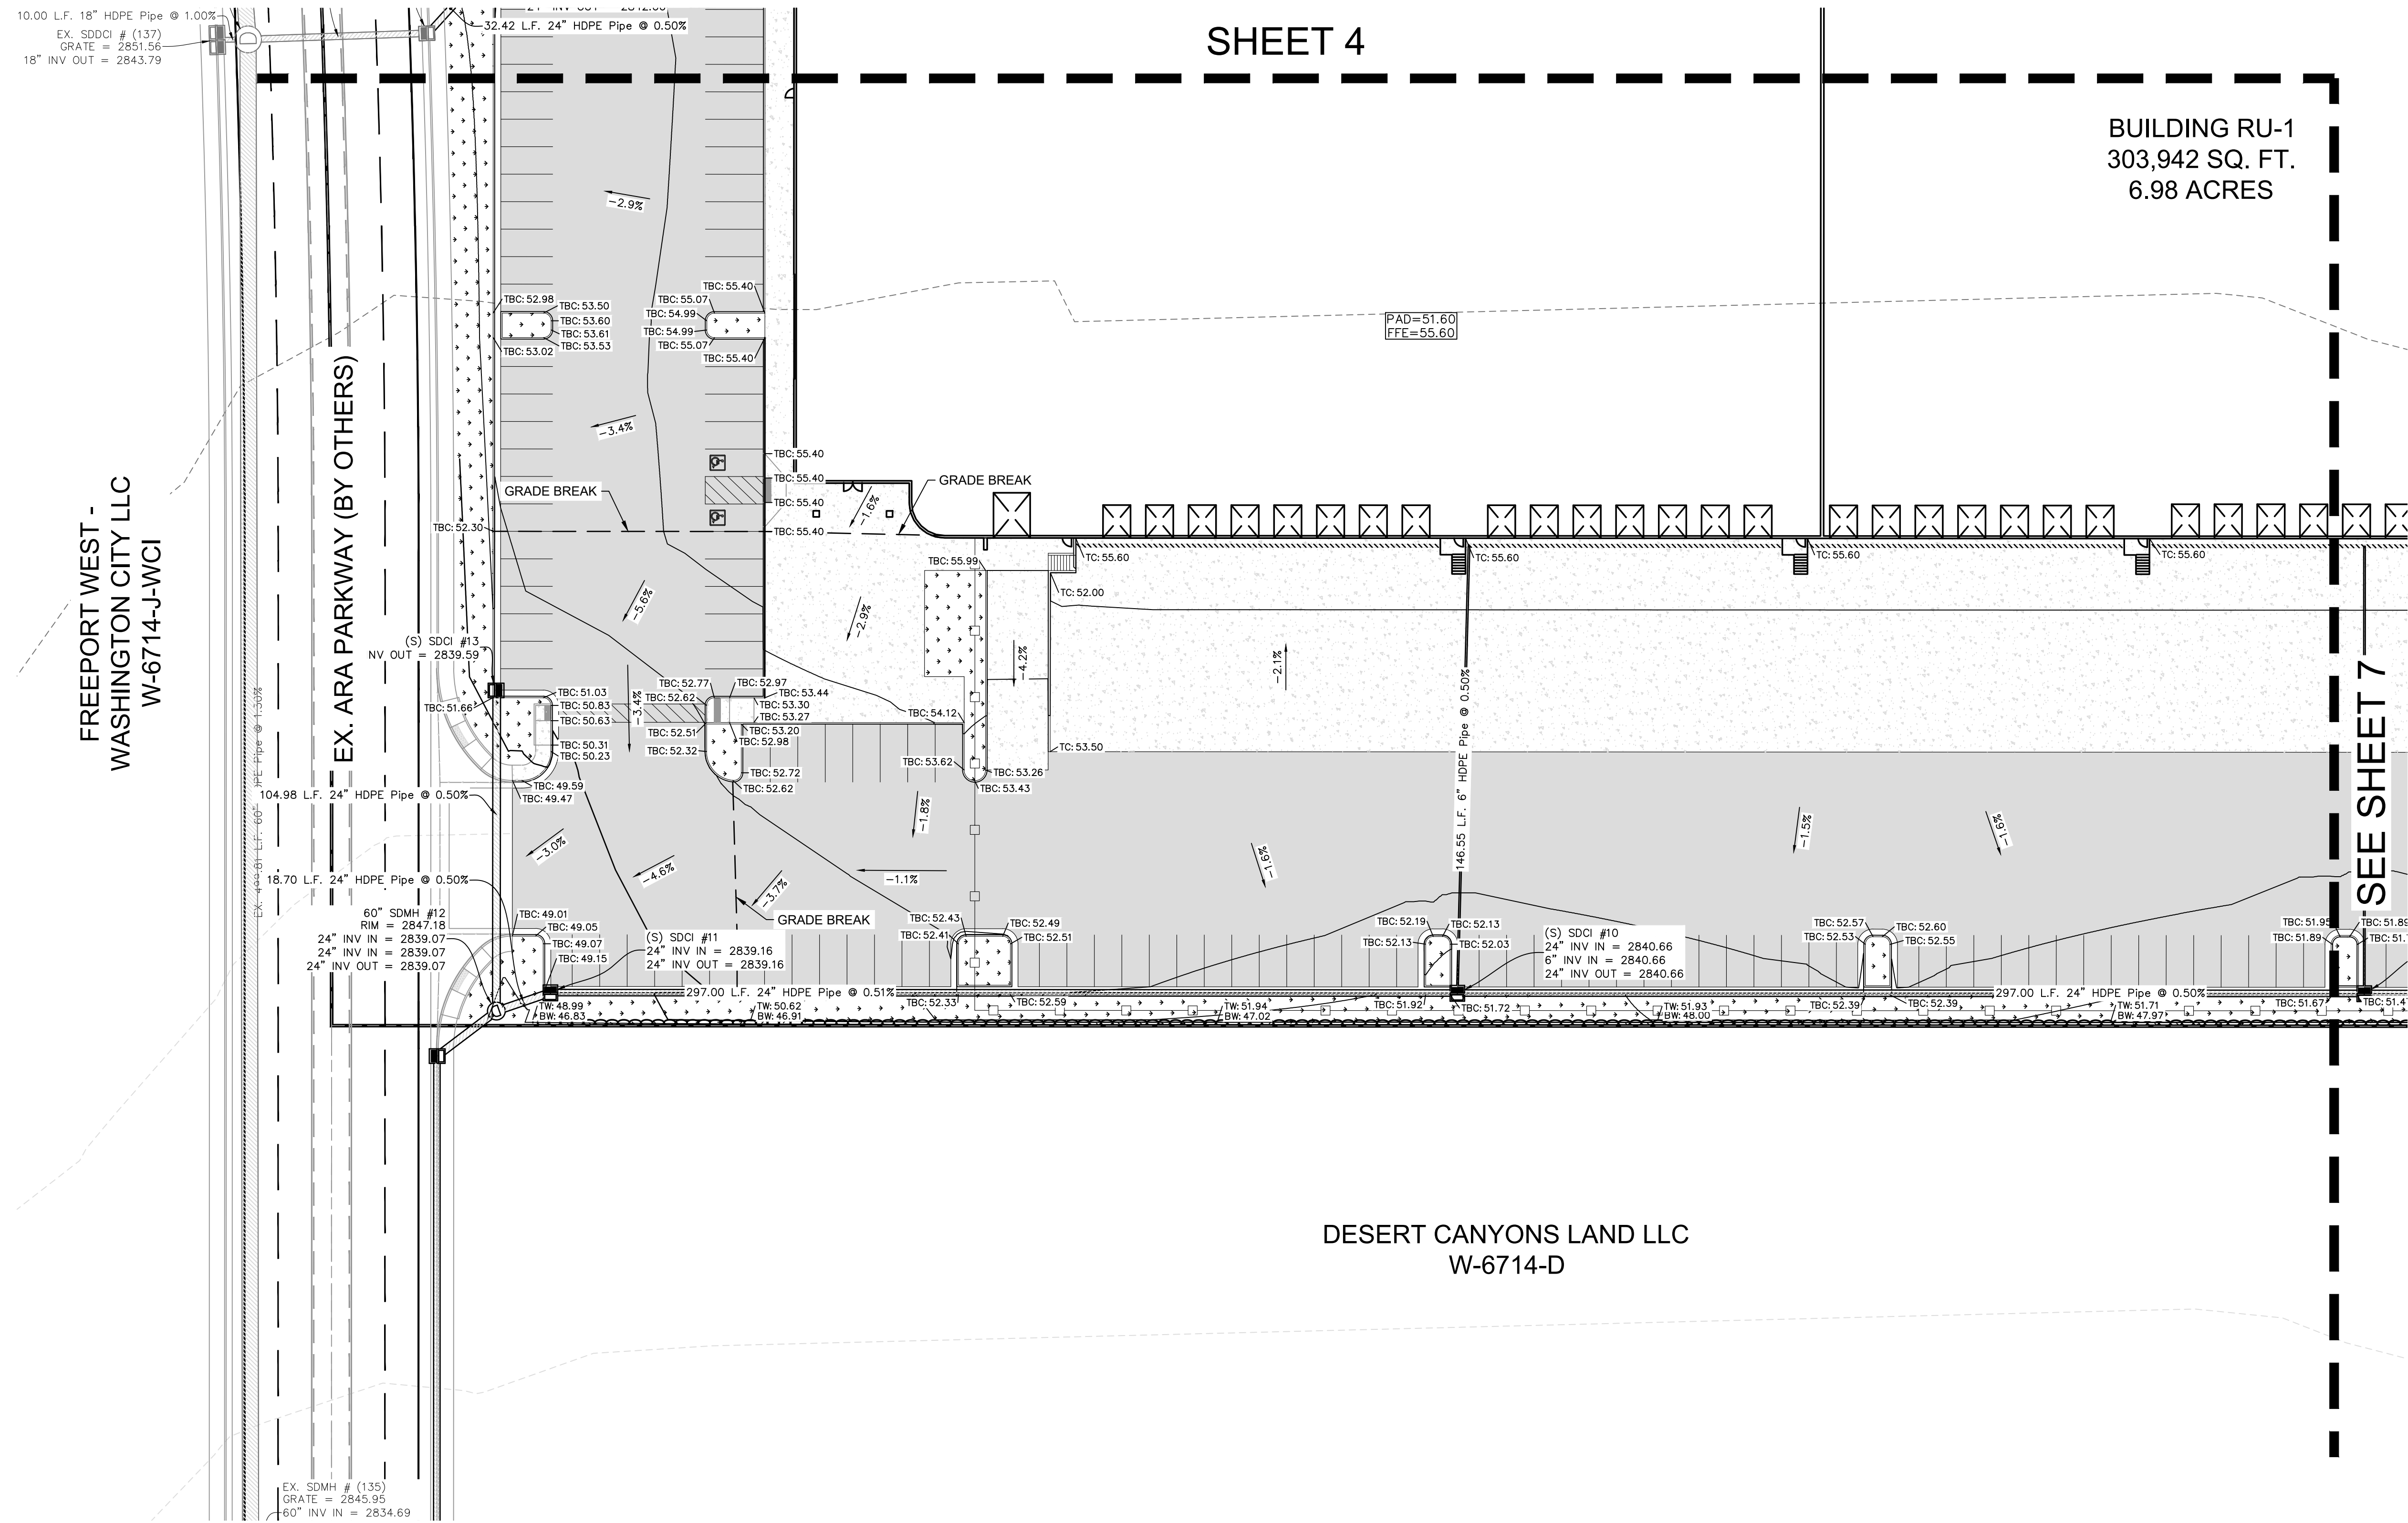 10.00 L.F. 18" HDPE Pipe @ 1.00%
EX. SDDCI # (137)
GRATE = 2851.56
18" INV OUT = 2843.79
32.42 L.F. 24" HDPE Pipe @ 0.50%
SHEET 4
BUILDING RU-1
303,942 SQ. FT.
6.98 ACRES
-2.9%
TBC: 52.98
TBC: 53.50
TBC: 53.60
TBC: 53.61
TBC: 53.53
TBC: 53.02
TBC: 55.40
TBC: 55.07
TBC: 54.99
TBC: 54.99
TBC: 55.07
TBC: 55.40
PAD=51.60
FFE=55.60
EX. ARA PARKWAY (BY OTHERS)
FREEPORT WEST -
WASHINGTON CITY LLC
W-6714-J-WCI
-3.4%
TBC: 55.40
TBC: 55.40
TBC: 55.40
TBC: 55.40
GRADE BREAK
TBC: 52.30
GRADE BREAK
-1.6%
TBC: 55.99
TC: 55.60
TC: 55.60
TC: 55.60
TC: 55.60
TC: 52.00
-5.6%
-2.9%
-4.2%
-2.1%
(S) SDCI #13
NV OUT = 2839.59
TBC: 51.66
TBC: 51.03
TBC: 50.83
TBC: 50.63
TBC: 50.31
TBC: 50.23
TBC: 49.59
TBC: 49.47
-3.4%
TBC: 52.77
TBC: 52.62
TBC: 52.51
TBC: 52.32
TBC: 52.97
TBC: 53.44
TBC: 53.30
TBC: 53.27
TBC: 53.20
TBC: 52.98
TBC: 52.72
TBC: 52.62
TBC: 54.12
TBC: 53.62
TBC: 53.26
TBC: 53.43
TC: 53.50
146.55 L.F. 6" HDPE Pipe @ 0.50%
SEE SHEET 7
EX. 499.81 L.F. 60" HDPE Pipe @ 1.30%
104.98 L.F. 24" HDPE Pipe @ 0.50%
-3.0%
-4.6%
-3.7%
-1.8%
-1.1%
-1.6%
-1.5%
-1.6%
18.70 L.F. 24" HDPE Pipe @ 0.50%
GRADE BREAK
60" SDMH #12
RIM = 2847.18
24" INV IN = 2839.07
24" INV IN = 2839.07
24" INV OUT = 2839.07
TBC: 49.01
TBC: 49.05
TBC: 49.07
TBC: 49.15
(S) SDCI #11
24" INV IN = 2839.16
24" INV OUT = 2839.16
TBC: 52.43
TBC: 52.41
TBC: 52.49
TBC: 52.51
TBC: 52.19
TBC: 52.13
TBC: 52.13
TBC: 52.03
(S) SDCI #10
24" INV IN = 2840.66
6" INV IN = 2840.66
24" INV OUT = 2840.66
TBC: 52.57
TBC: 52.53
TBC: 52.60
TBC: 52.55
TBC: 51.95
TBC: 51.89
TBC: 51.89
297.00 L.F. 24" HDPE Pipe @ 0.51%
297.00 L.F. 24" HDPE Pipe @ 0.50%
TW: 48.99
BW: 46.83
TW: 50.62
BW: 46.91
TBC: 52.33
TBC: 52.59
TW: 51.94
BW: 47.02
TBC: 51.92
TBC: 51.72
TW: 51.93
BW: 48.00
TBC: 52.39
TBC: 52.39
TW: 51.71
BW: 47.97
TBC: 51.67
DESERT CANYONS LAND LLC
W-6714-D
EX. SDMH # (135)
GRATE = 2845.95
60" INV IN = 2834.69